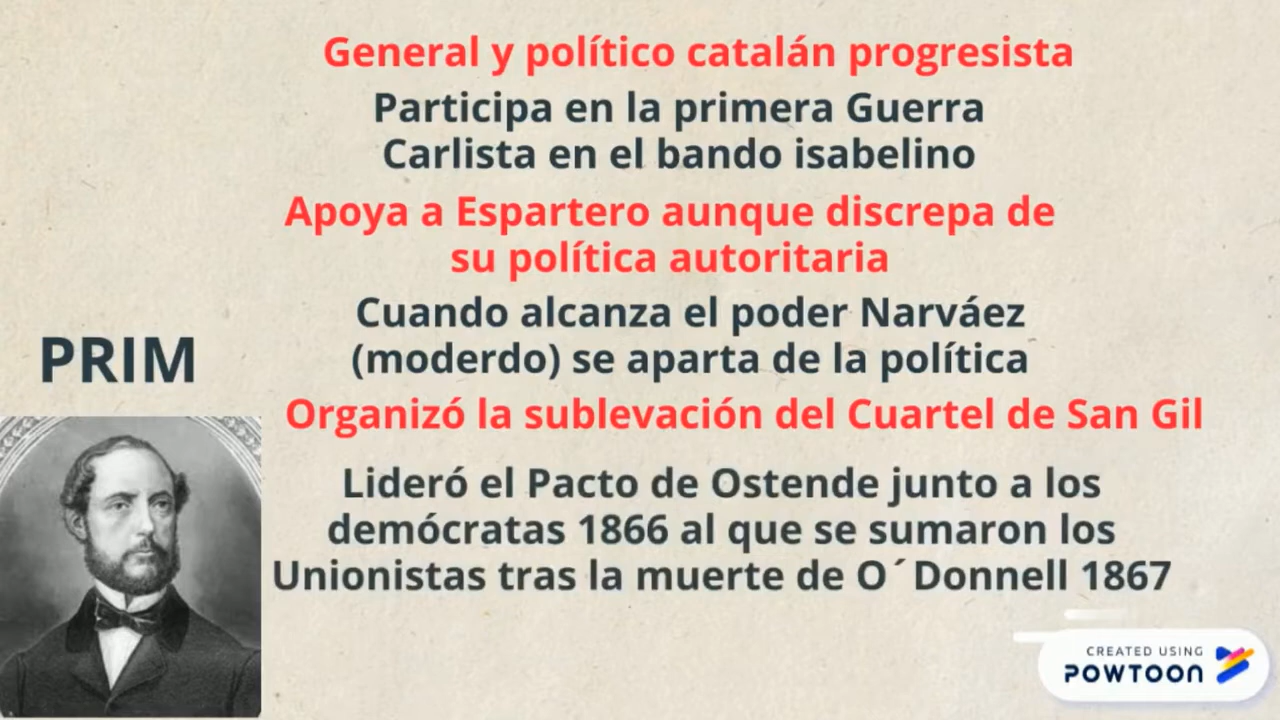 General y político catalán progresista
Participa en la primera Guerra
Carlista en el bando isabelino
Apoya a Espartero aunque discrepa de
su política autoritaria
Cuando alcanza el poder Narváez
(moderdo) se aparta de la política
PRIM
Organizó la sublevación del Cuartel de San Gil
Lideró el Pacto de Ostende junto a los
demócratas 1866 al que se sumaron los
Unionistas tras la muerte de O´Donnell 1867
CREATED USING
POWTOON